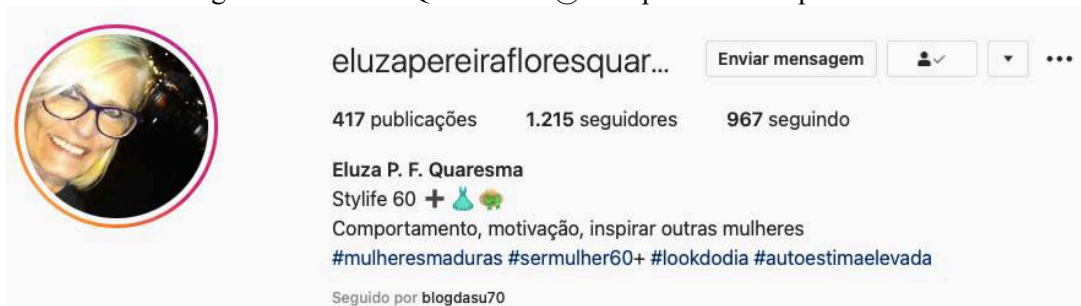 eluzapereirafloresquar... Enviar mensagem
417 publicações 1.215 seguidores 967 seguindo
Eluza P. F. Quaresma
Stylife 60 ➕ 👗 👒
Comportamento, motivação, inspirar outras mulheres
#mulheresmaduras #sermulher60+ #lookdodia #autoestimaelevada
Seguido por blogdasu70